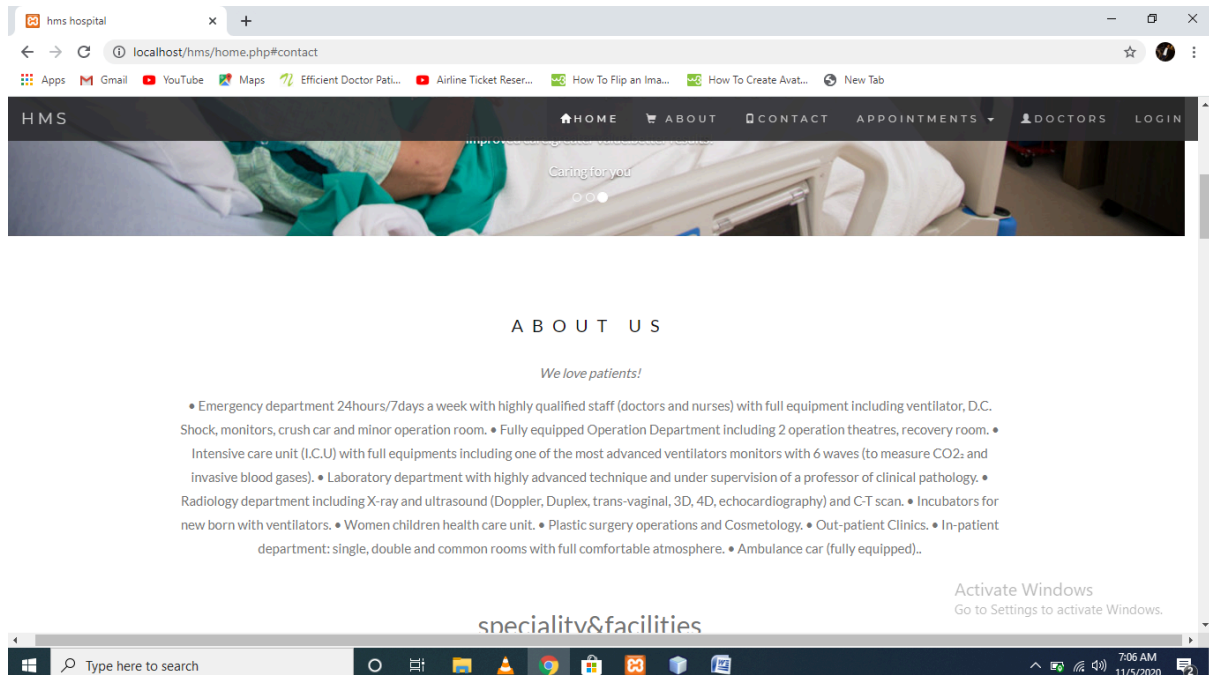 hms hospital
localhost/hms/home.php#contact
Apps Gmail YouTube Maps Efficient Doctor Pati... Airline Ticket Reser... How To Flip an Ima... How To Create Avat... New Tab
HMS HOME ABOUT CONTACT APPOINTMENTS DOCTORS LOGIN
Caring for you
ABOUT US
We love patients!
• Emergency department 24hours/7days a week with highly qualified staff (doctors and nurses) with full equipment including ventilator, D.C.
Shock, monitors, crush car and minor operation room. • Fully equipped Operation Department including 2 operation theatres, recovery room. •
Intensive care unit (I.C.U) with full equipments including one of the most advanced ventilators monitors with 6 waves (to measure CO2₂ and
invasive blood gases). • Laboratory department with highly advanced technique and under supervision of a professor of clinical pathology. •
Radiology department including X-ray and ultrasound (Doppler, Duplex, trans-vaginal, 3D, 4D, echocardiography) and C-T scan. • Incubators for
new born with ventilators. • Women children health care unit. • Plastic surgery operations and Cosmetology. • Out-patient Clinics. • In-patient
department: single, double and common rooms with full comfortable atmosphere. • Ambulance car (fully equipped)..
Activate Windows
Go to Settings to activate Windows.
speciality&facilities
Type here to search
7:06 AM
11/5/2020
2